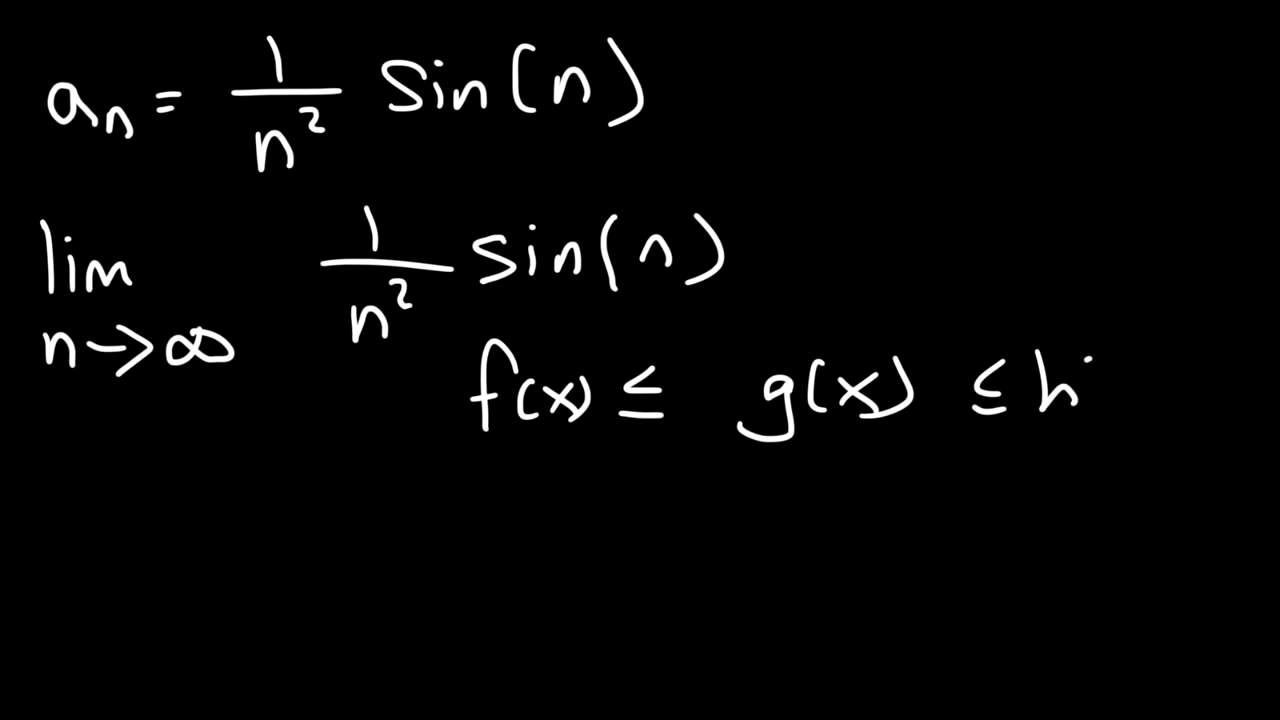 aₙ = 1/n² sin(n)
lim n→∞ 1/n² sin(n)
f(x) ≤ g(x) ≤ h